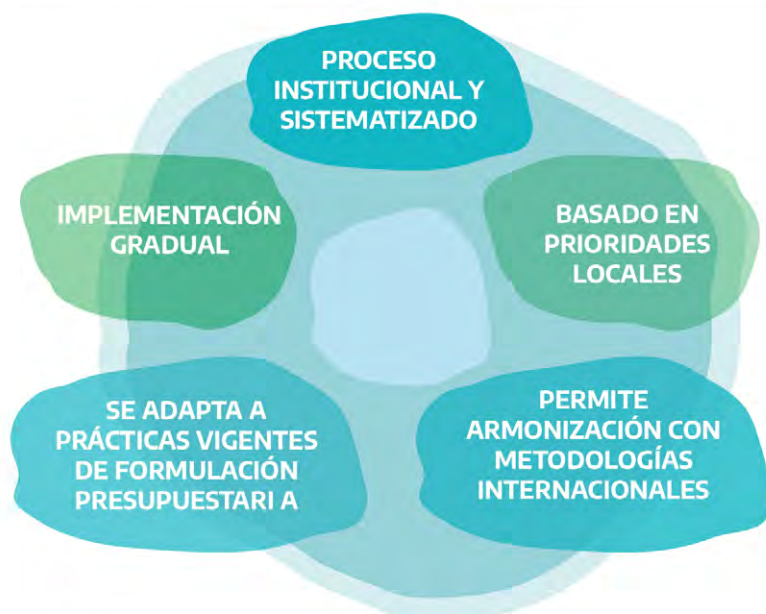 PROCESO
INSTITUCIONAL Y
SISTEMATIZADO
IMPLEMENTACIÓN
GRADUAL
BASADO EN
PRIORIDADES
LOCALES
SE ADAPTA A
PRÁCTICAS VIGENTES
DE FORMULACIÓN
PRESUPUESTARI A
PERMITE
ARMONIZACIÓN CON
METODOLOGÍAS
INTERNACIONALES